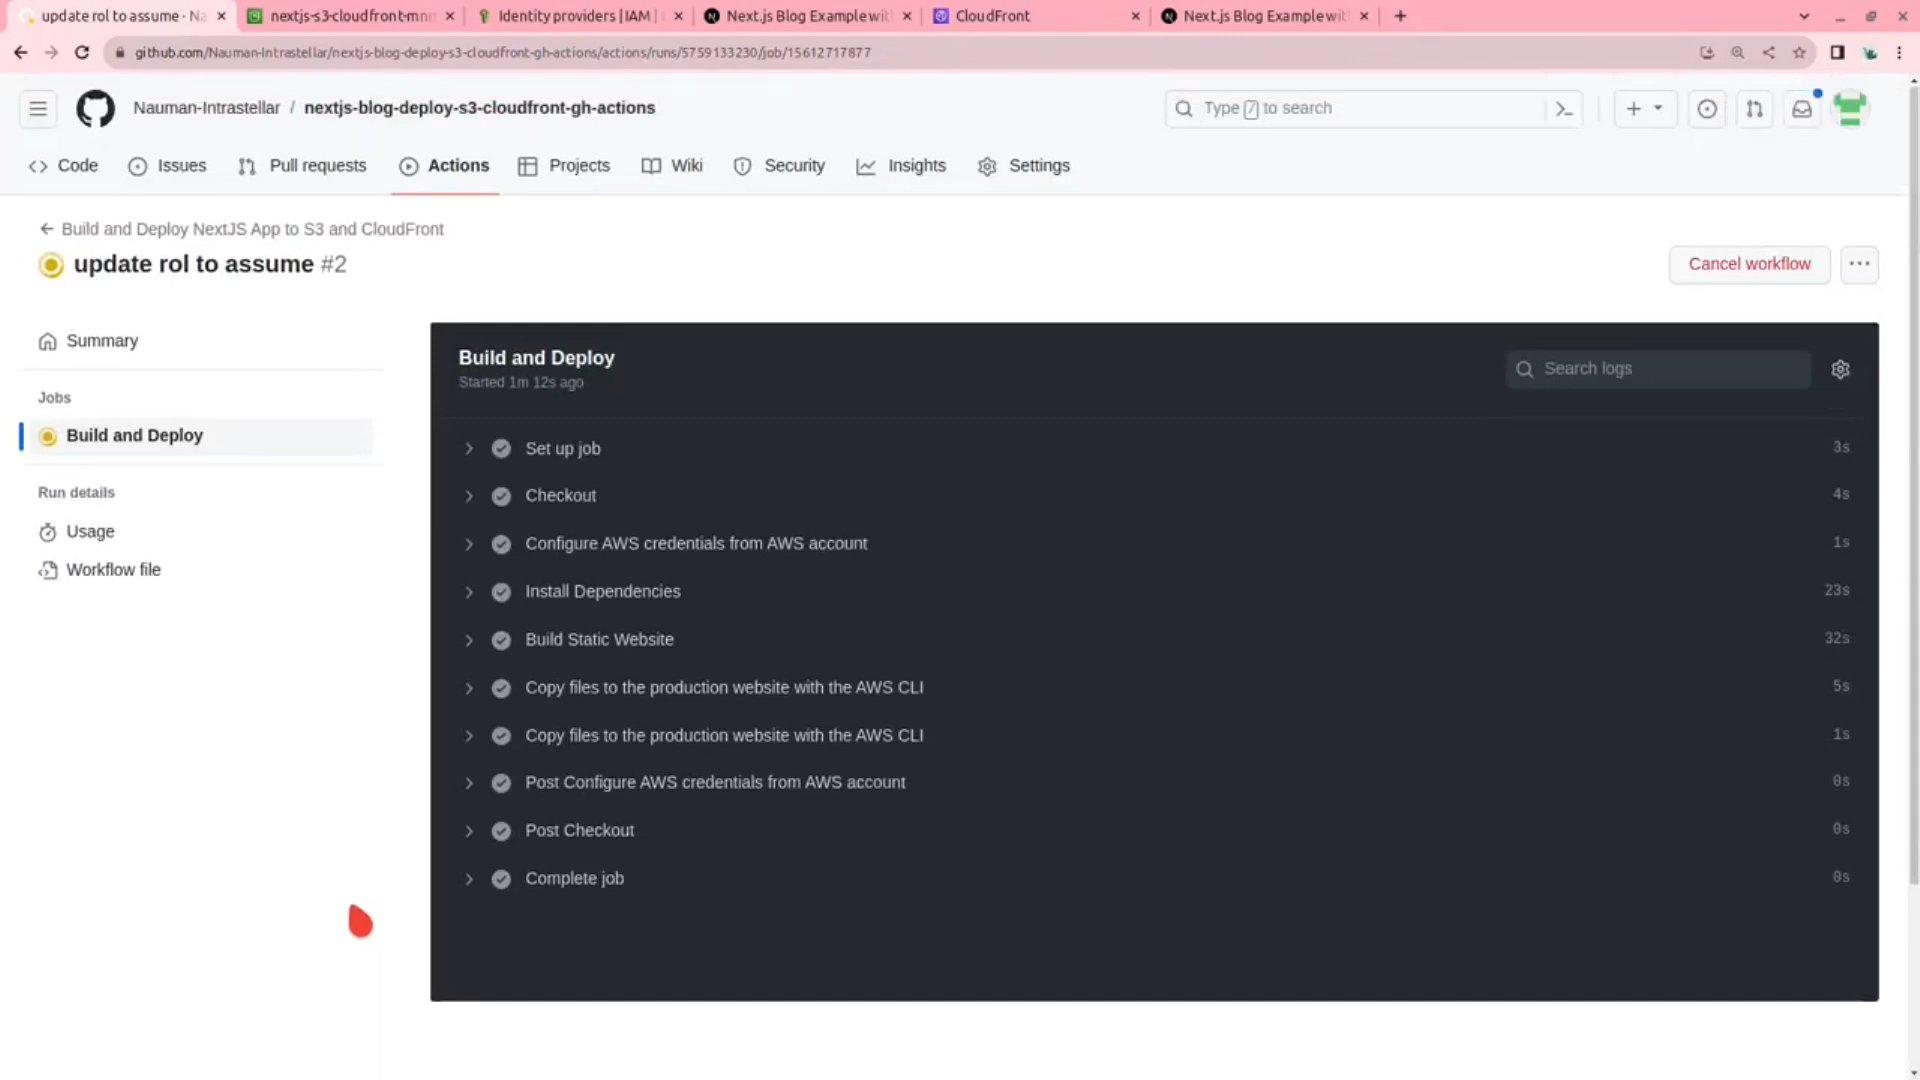 update rol to assume · Na
nextjs-s3-cloudfront-mnn
Identity providers | IAM |
Next.js Blog Example wit
CloudFront
Next.js Blog Example wit
github.com/Nauman-Intrastellar/nextjs-blog-deploy-s3-cloudfront-gh-actions/actions/runs/5759133230/job/15612717877
Nauman-Intrastellar / nextjs-blog-deploy-s3-cloudfront-gh-actions
Type / to search
Code
Issues
Pull requests
Actions
Projects
Wiki
Security
Insights
Settings
Build and Deploy NextJS App to S3 and CloudFront
update rol to assume #2
Cancel workflow
Summary
Jobs
Build and Deploy
Run details
Usage
Workflow file
Build and Deploy
Started 1m 12s ago
Search logs
Set up job 3s
Checkout 4s
Configure AWS credentials from AWS account 1s
Install Dependencies 23s
Build Static Website 32s
Copy files to the production website with the AWS CLI 5s
Copy files to the production website with the AWS CLI 1s
Post Configure AWS credentials from AWS account 0s
Post Checkout 0s
Complete job 0s